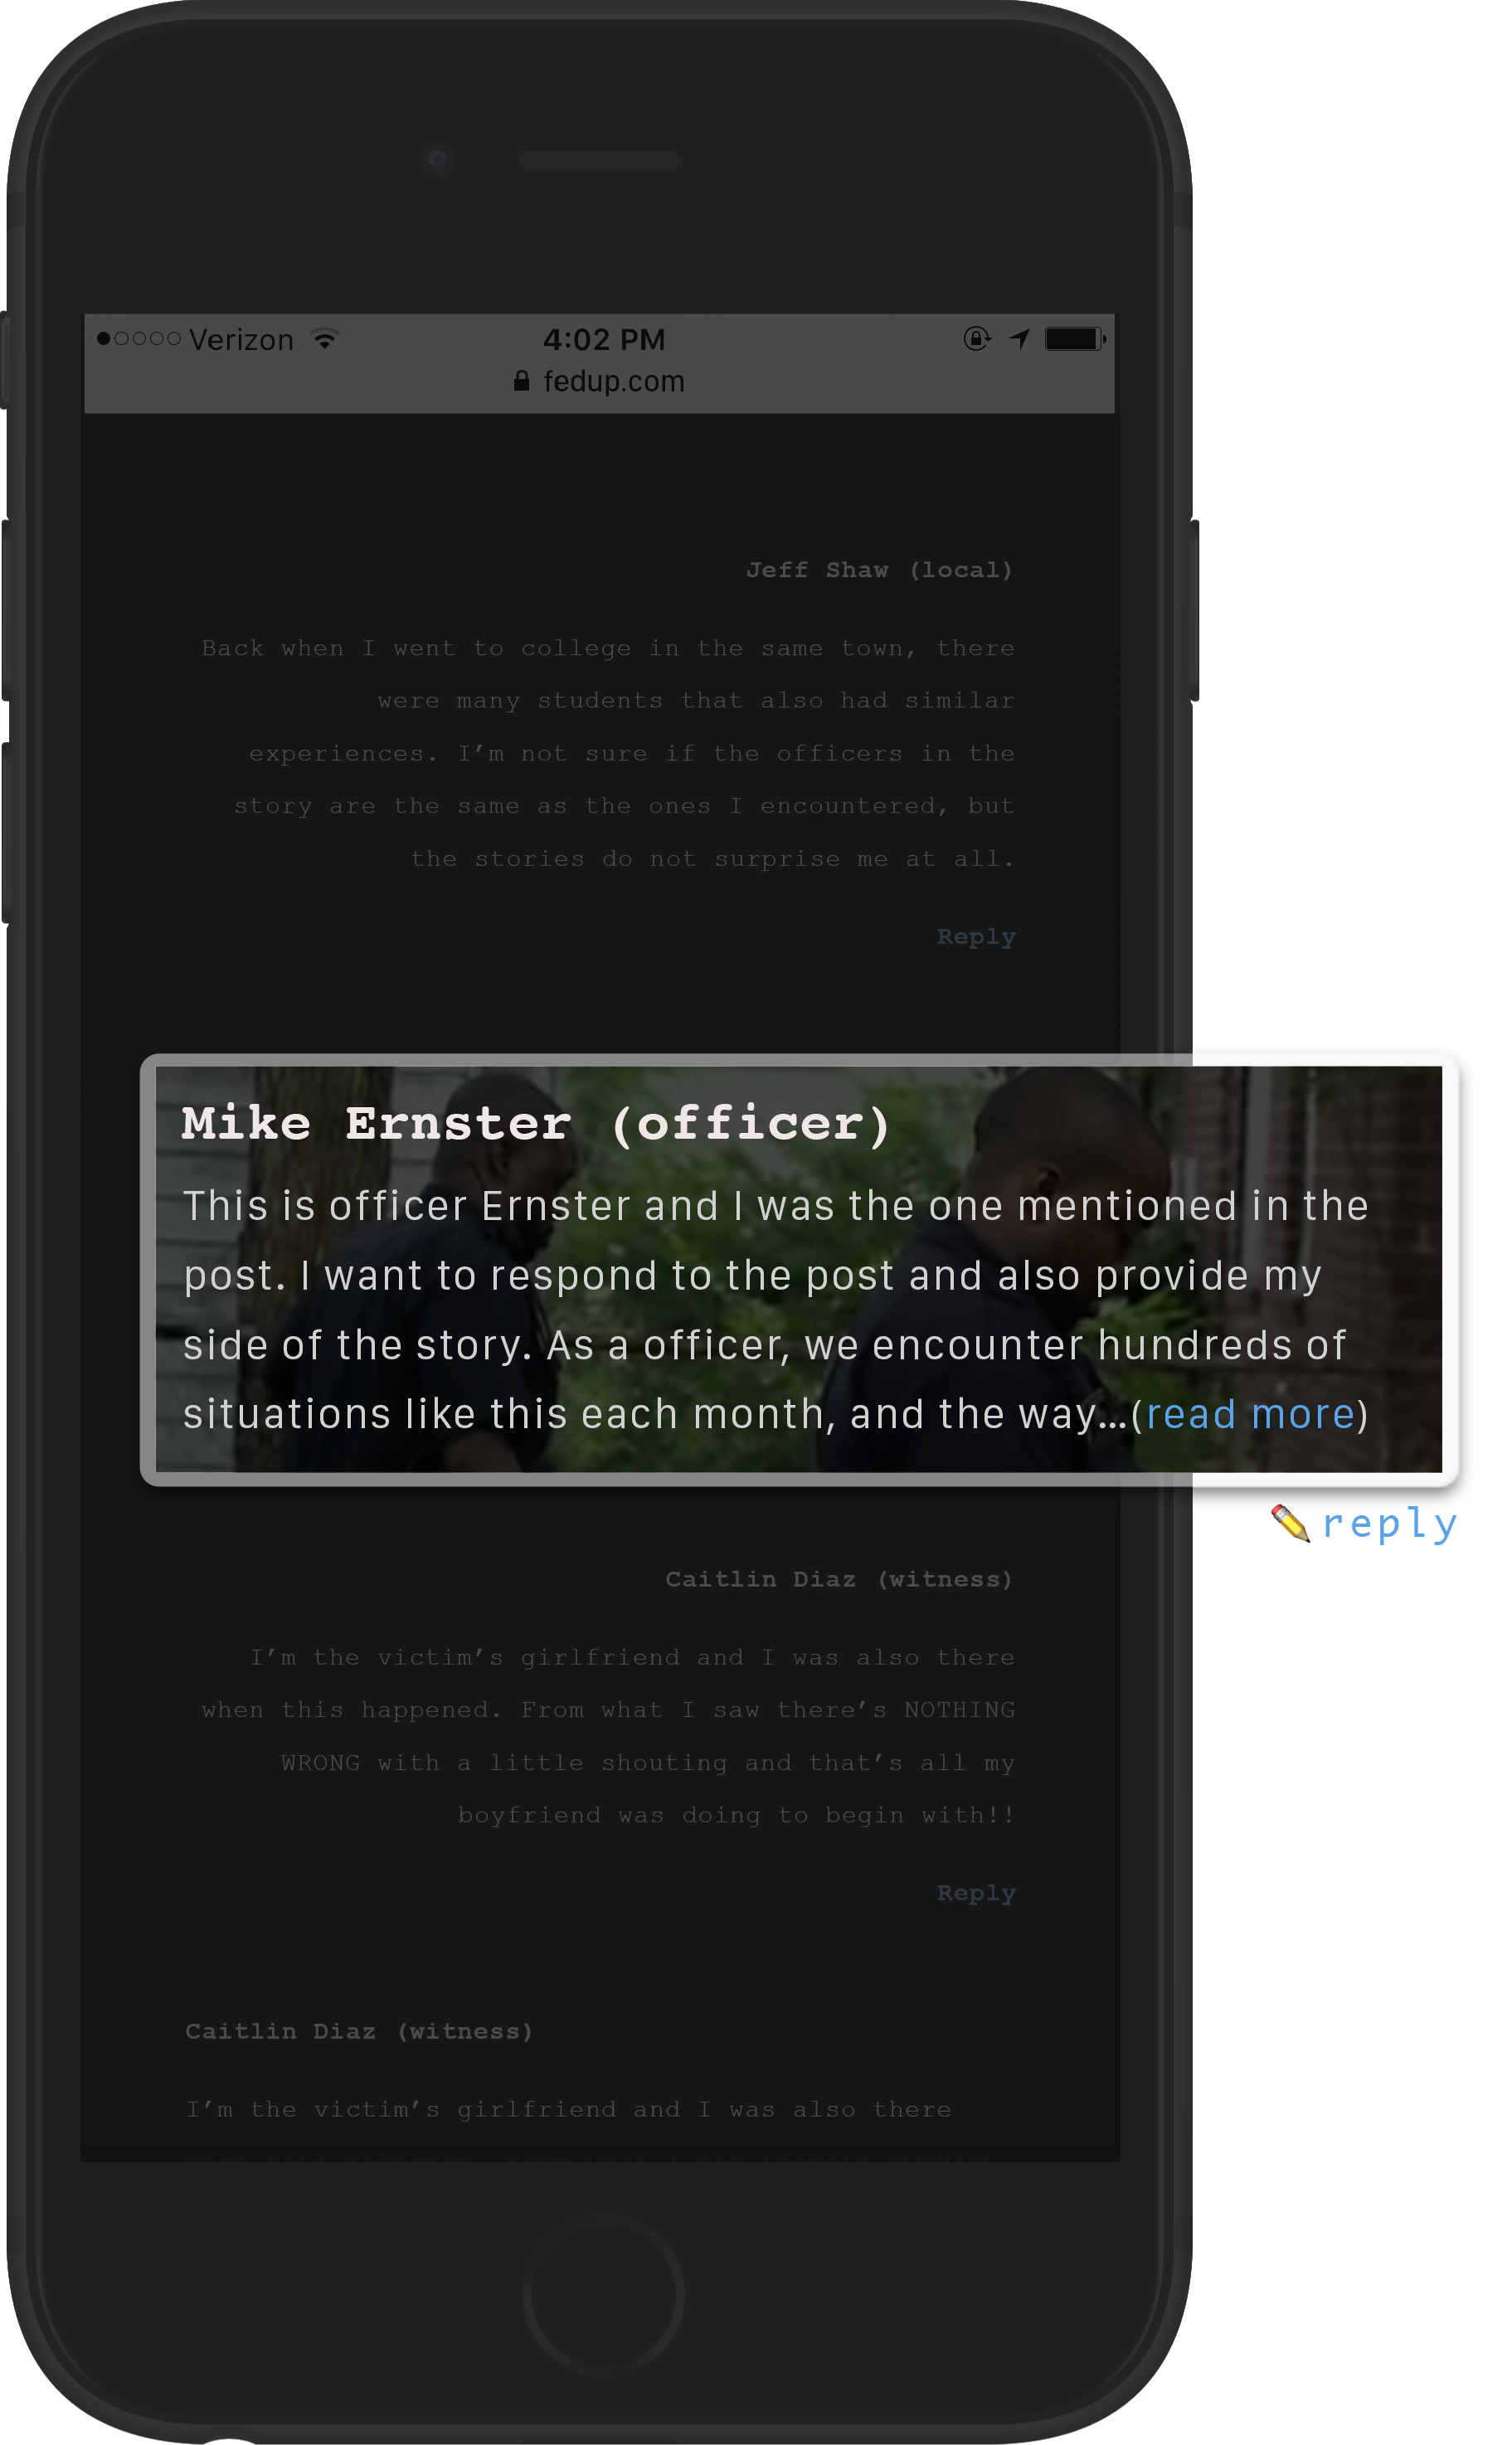 Verizon 4:02 PM
fedup.com
Jeff Shaw (local)
Back when I went to college in the same town, there
were many students that also had similar
experiences. I’m not sure if the officers in the
story are the same as the ones I encountered, but
the stories do not surprise me at all.
Reply
Mike Ernster (officer)
This is officer Ernster and I was the one mentioned in the
post. I want to respond to the post and also provide my
side of the story. As a officer, we encounter hundreds of
situations like this each month, and the way...(read more)
reply
Caitlin Diaz (witness)
I’m the victim’s girlfriend and I was also there
when this happened. From what I saw there’s NOTHING
WRONG with a little shouting and that’s all my
boyfriend was doing to begin with!!
Reply
Caitlin Diaz (witness)
I’m the victim’s girlfriend and I was also there